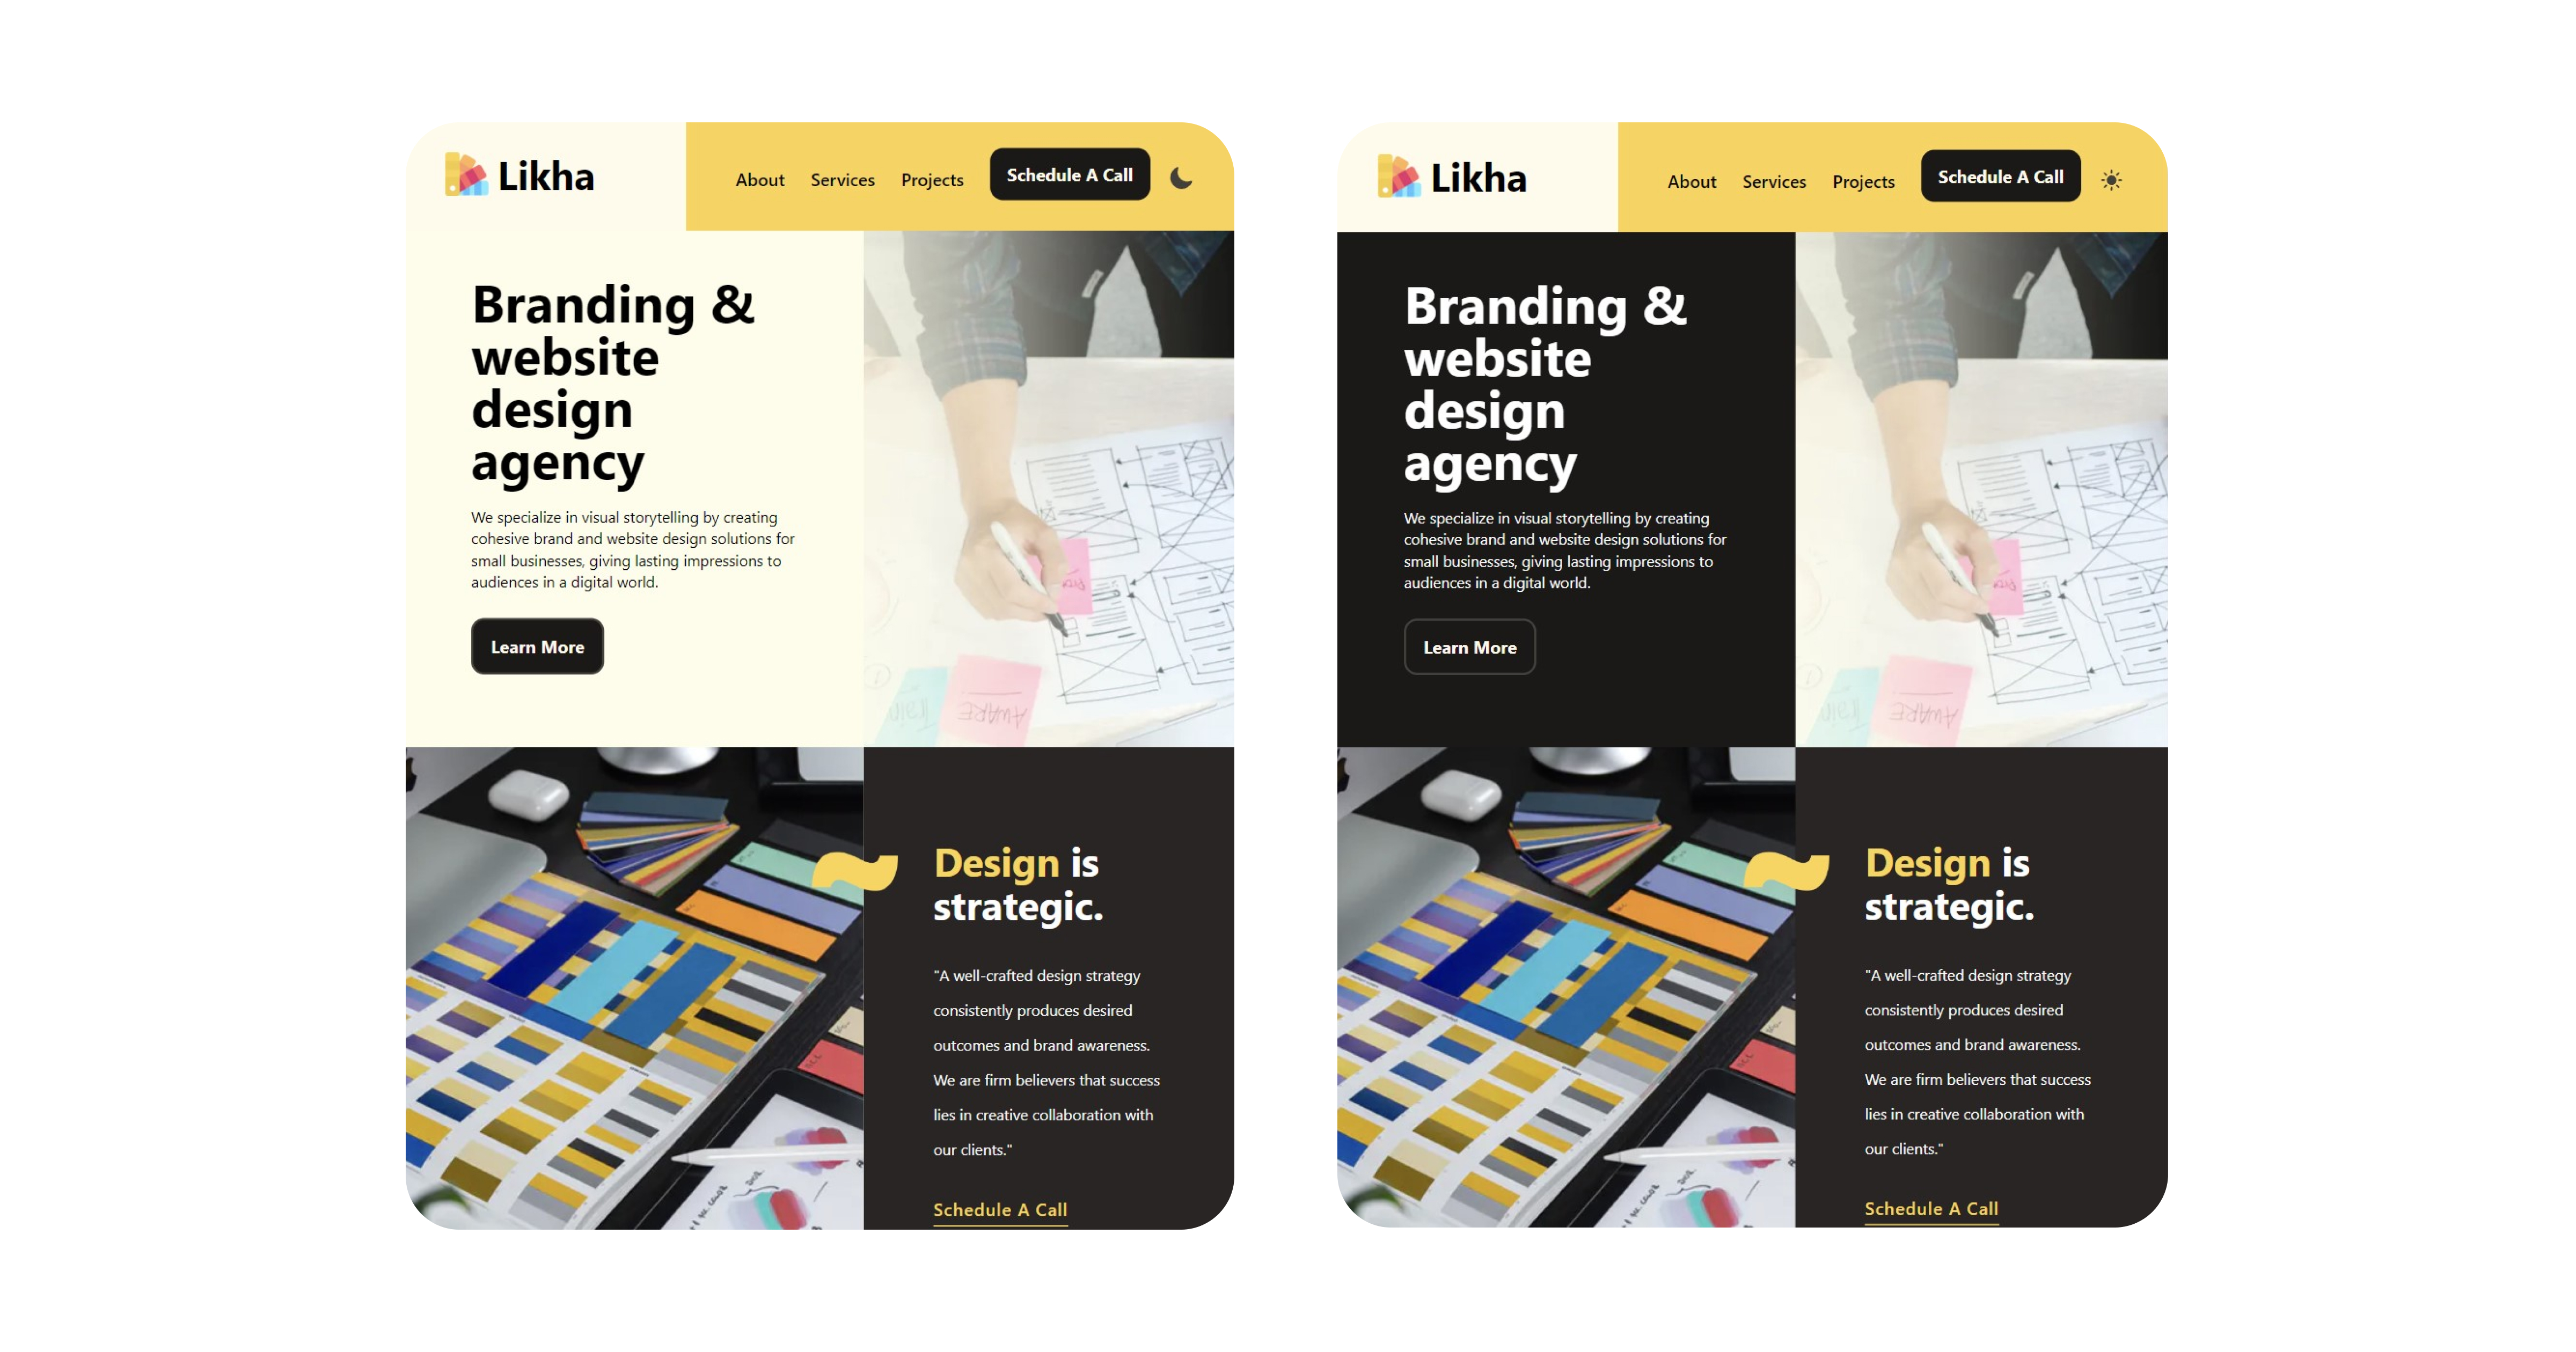 Likha
About Services Projects Schedule A Call
Branding &
website
design
agency
We specialize in visual storytelling by creating
cohesive brand and website design solutions for
small businesses, giving lasting impressions to
audiences in a digital world.
Learn More
AWARE
~
Design is
strategic.
"A well-crafted design strategy
consistently produces desired
outcomes and brand awareness.
We are firm believers that success
lies in creative collaboration with
our clients."
Schedule A Call
Likha
About Services Projects Schedule A Call
Branding &
website
design
agency
We specialize in visual storytelling by creating
cohesive brand and website design solutions for
small businesses, giving lasting impressions to
audiences in a digital world.
Learn More
AWARE
~
Design is
strategic.
"A well-crafted design strategy
consistently produces desired
outcomes and brand awareness.
We are firm believers that success
lies in creative collaboration with
our clients."
Schedule A Call